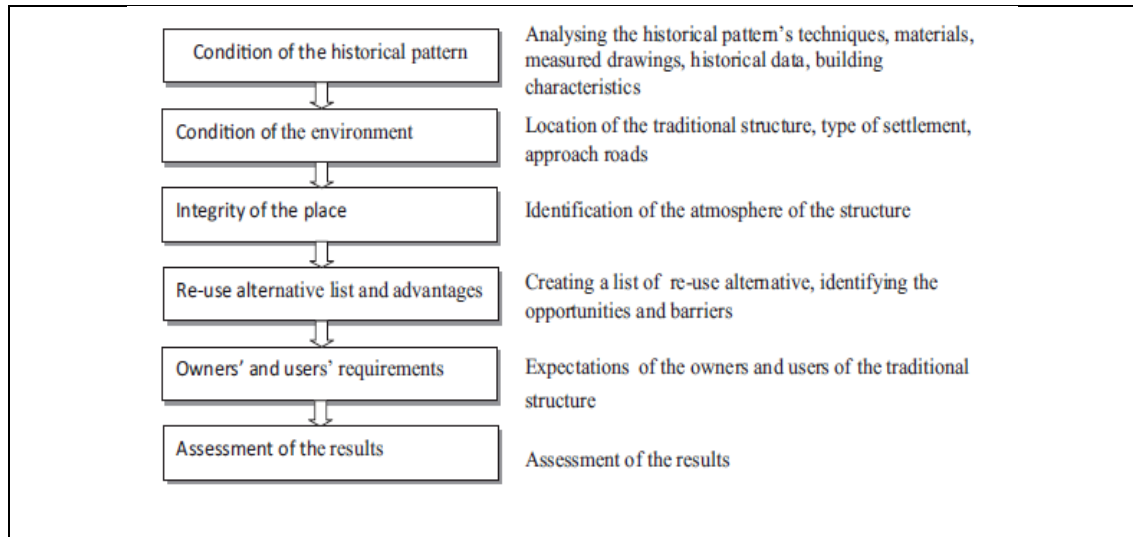 Condition of the historical pattern
Analysing the historical pattern's techniques, materials,
measured drawings, historical data, building
characteristics
Condition of the environment
Location of the traditional structure, type of settlement,
approach roads
Integrity of the place
Identification of the atmosphere of the structure
Re-use alternative list and advantages
Creating a list of re-use alternative, identifying the
opportunities and barriers
Owners' and users' requirements
Expectations of the owners and users of the traditional
structure
Assessment of the results
Assessment of the results